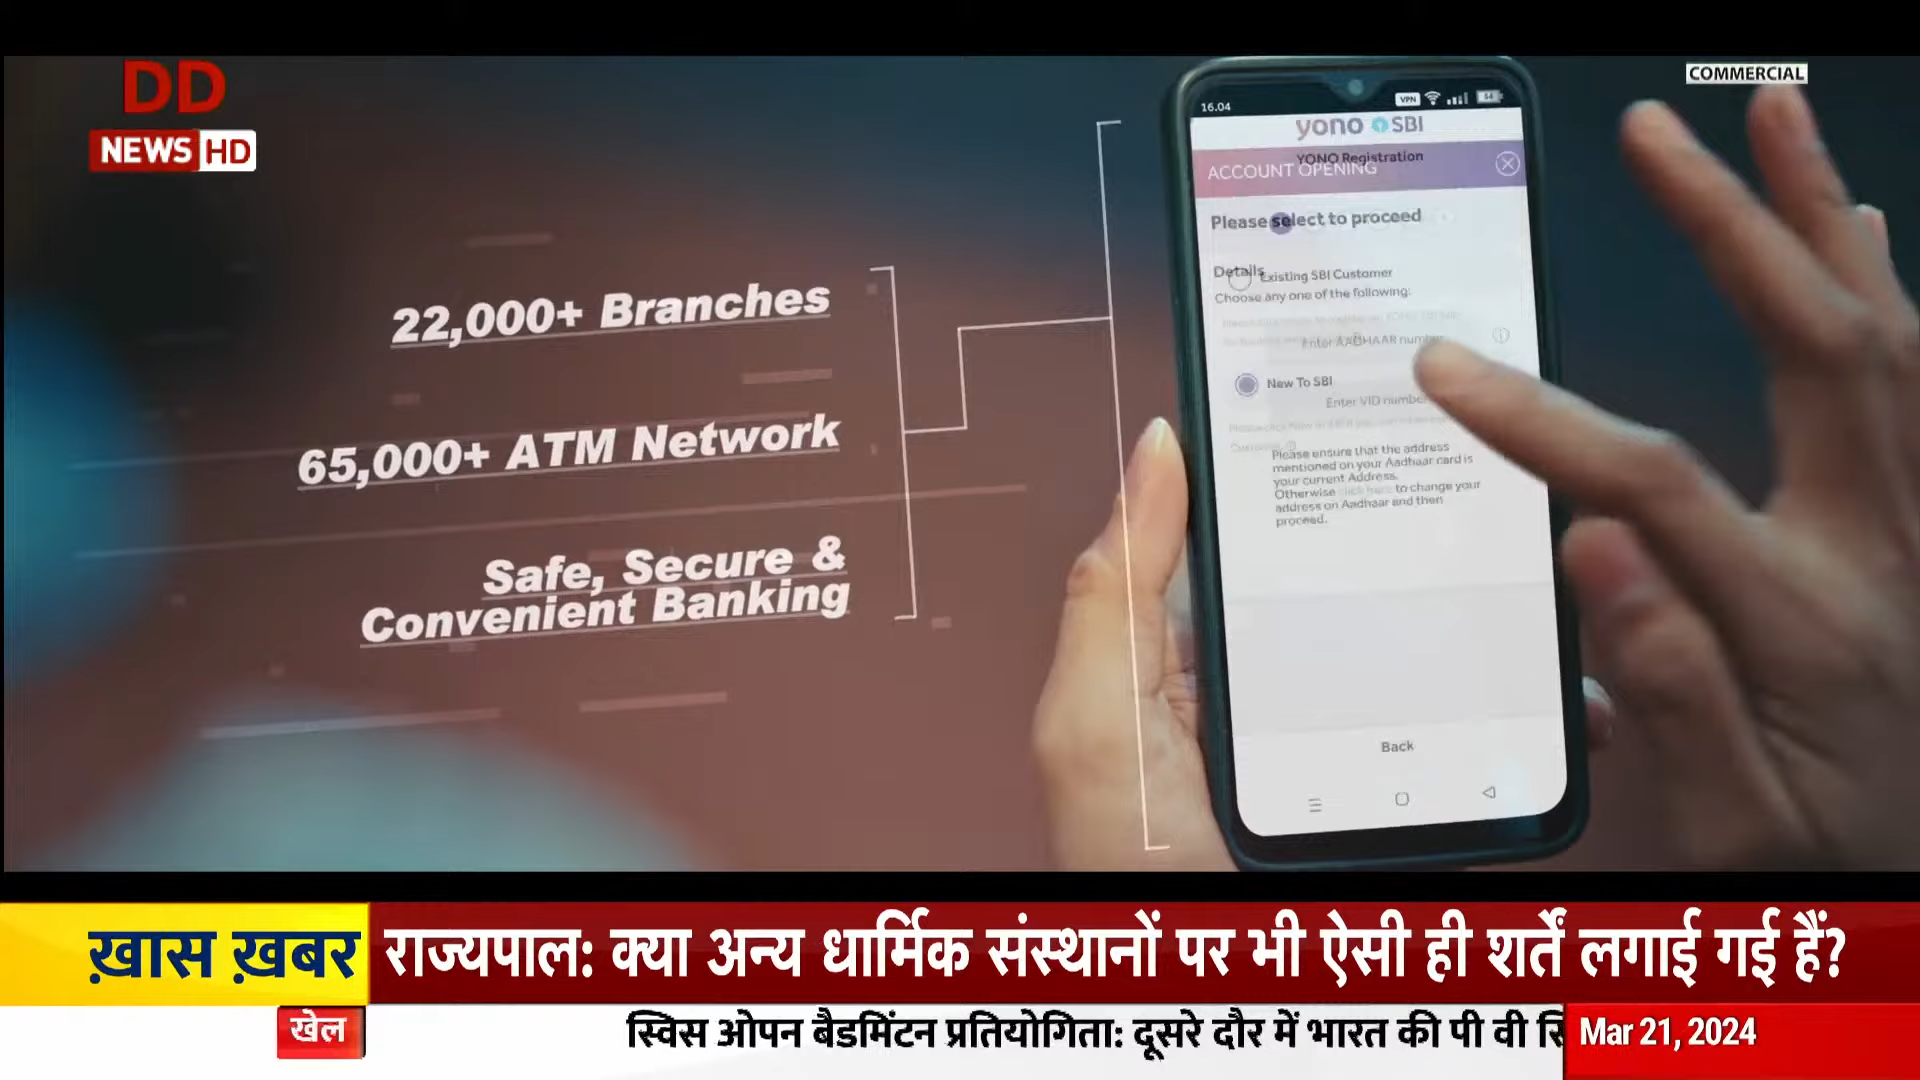 DD
NEWS HD
COMMERCIAL
22,000+ Branches
65,000+ ATM Network
Safe, Secure &
Convenient Banking
16.04
VPN
54
yono SBI
YONO Registration
ACCOUNT OPENING
Please select to proceed
Details
Existing SBI Customer
Choose any one of the following:
Enter AADHAAR number
New To SBI
Enter VID number
Please ensure that the address
mentioned on your Aadhaar card is
your current Address.
Otherwise click here to change your
address on Aadhaar and then
proceed.
Back
ख़ास ख़बर
राज्यपाल: क्या अन्य धार्मिक संस्थानों पर भी ऐसी ही शर्तें लगाई गई हैं?
खेल
स्विस ओपन बैडमिंटन प्रतियोगिता: दूसरे दौर में भारत की पी वी
Mar 21, 2024